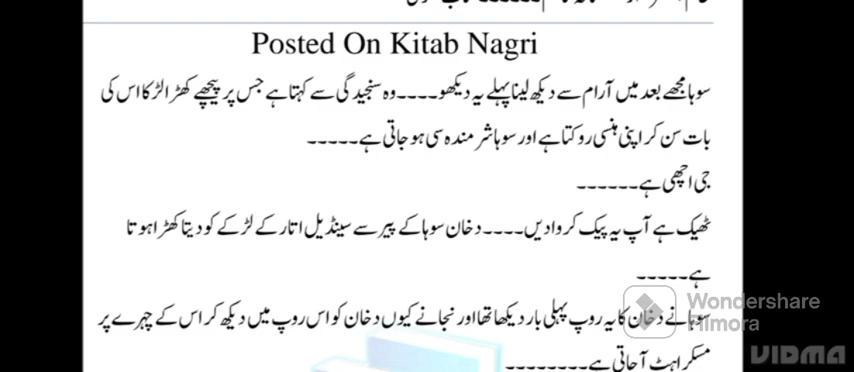 Posted On Kitab Nagri
سوہا مجھے بعد میں آرام سے دیکھ لینا پہلے یہ دیکھو۔۔۔۔ وہ سنجیدگی سے کہتا ہے جس پر پیچھے کھڑا لڑکا اس کی
بات سن کر اپنی ہنسی روکتا ہے اور سوہا شرمندہ سی ہو جاتی ہے۔۔۔۔۔
جی اچھی ہے۔۔۔۔۔۔
ٹھیک ہے آپ یہ پیک کروا دیں۔۔۔۔ دخان سوہا کے پیر سے سینڈیل اتار کے لڑکے کو دیتا کھڑا ہوتا
ہے۔۔۔۔۔
سوہا نے دخان کا یہ روپ پہلی بار دیکھا تھا اور نجانے کیوں دخان کو اس روپ میں دیکھ کر اس کے چہرے پر
مسکراہٹ آ جاتی ہے۔۔۔۔۔۔۔۔
Wondershare
Filmora
VIDMA